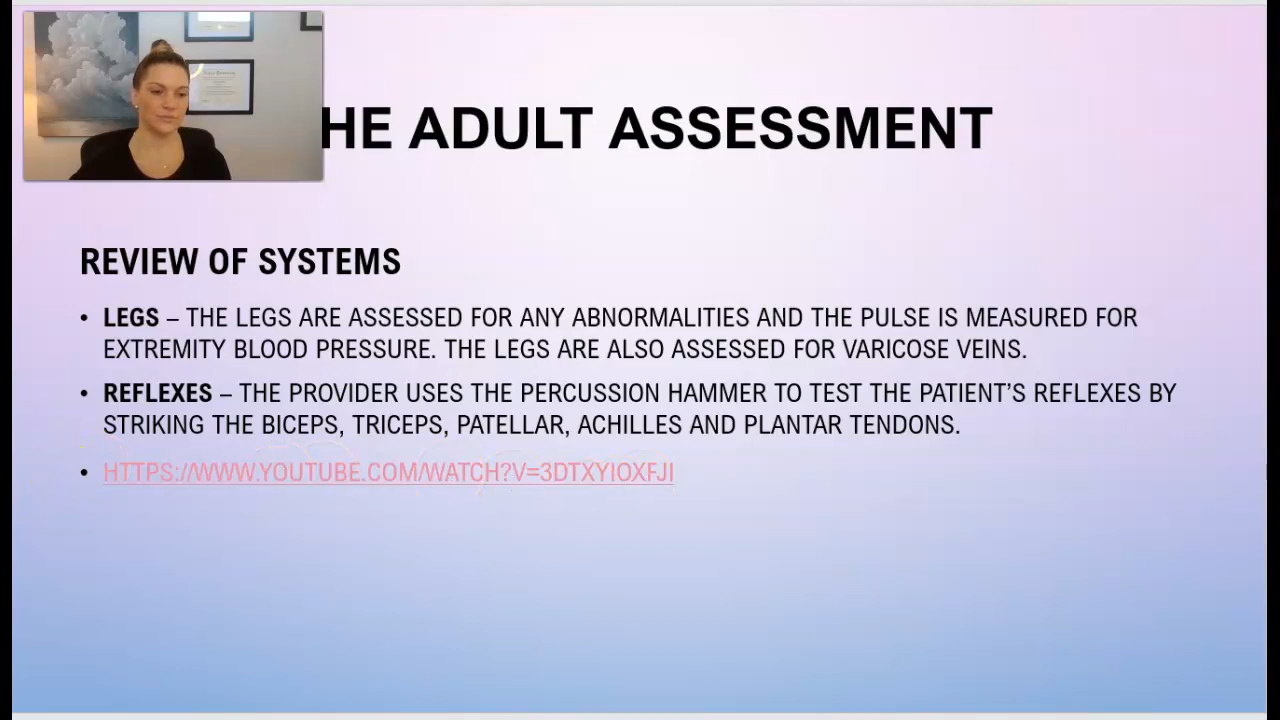 HE ADULT ASSESSMENT
REVIEW OF SYSTEMS
• LEGS – THE LEGS ARE ASSESSED FOR ANY ABNORMALITIES AND THE PULSE IS MEASURED FOR
EXTREMITY BLOOD PRESSURE. THE LEGS ARE ALSO ASSESSED FOR VARICOSE VEINS.
• REFLEXES – THE PROVIDER USES THE PERCUSSION HAMMER TO TEST THE PATIENT’S REFLEXES BY
STRIKING THE BICEPS, TRICEPS, PATELLAR, ACHILLES AND PLANTAR TENDONS.
• HTTPS://WWW.YOUTUBE.COM/WATCH?V=3DTXYIOXFJI